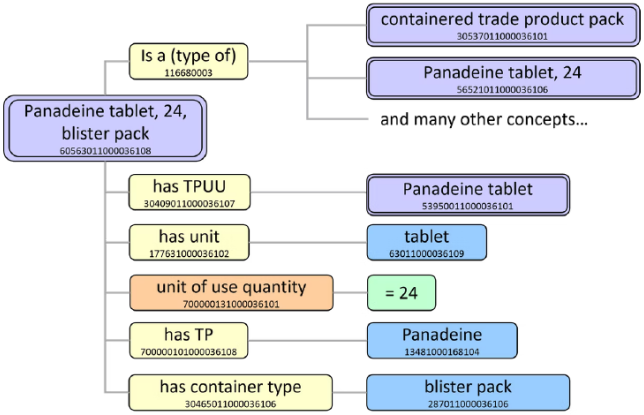 containered trade product pack
30537011000036101
Is a (type of)
116680003
Panadeine tablet, 24
56521011000036106
Panadeine tablet, 24,
blister pack
60563011000036108
and many other concepts...
has TPUU
30409011000036107
Panadeine tablet
53950011000036101
has unit
177631000036102
tablet
63011000036109
unit of use quantity
700000131000036101
= 24
has TP
700000101000036108
Panadeine
13481000168104
has container type
30465011000036106
blister pack
287011000036106